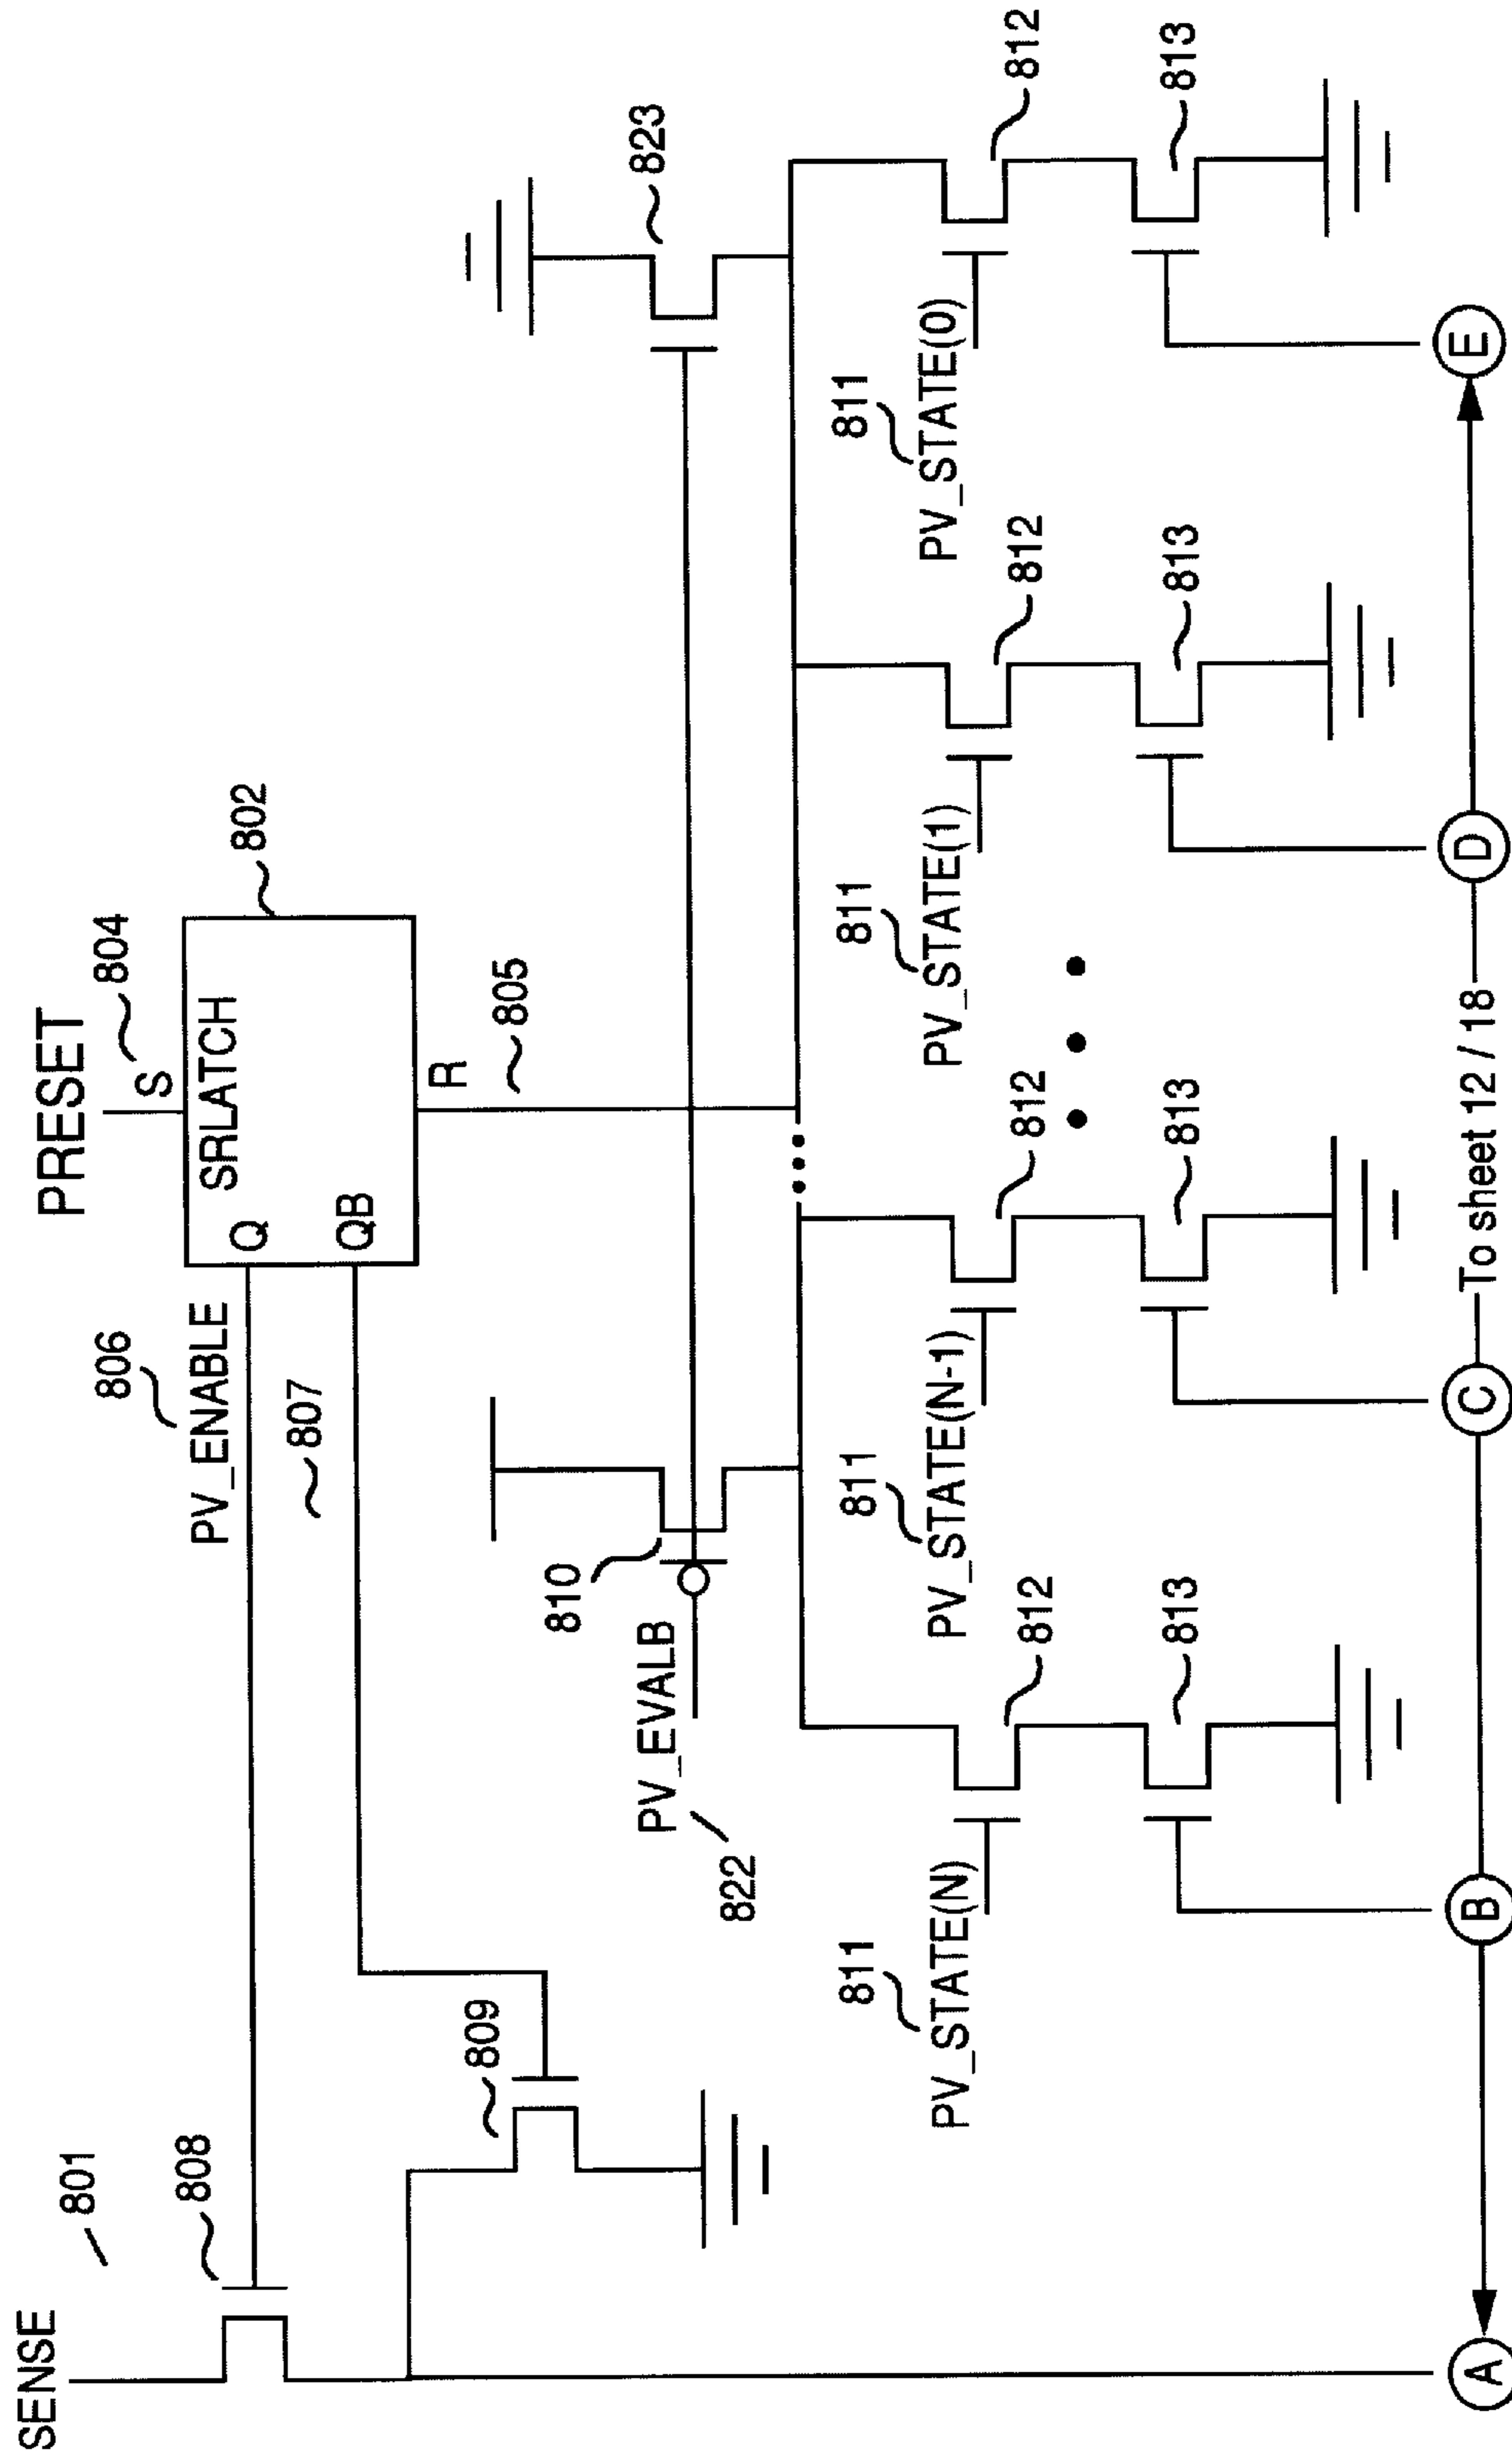 SENSE
801
808
PRESET
804
S
SRLATCH
802
Q
QB
R
805
806
PV_ENABLE
807
809
810
PV_EVALB
822
823
811
PV_STATE(N)
812
813
811
PV_STATE(N-1)
812
813
811
PV_STATE(1)
812
813
811
PV_STATE(0)
812
813
A
B
C
To sheet 12 / 18
D
E